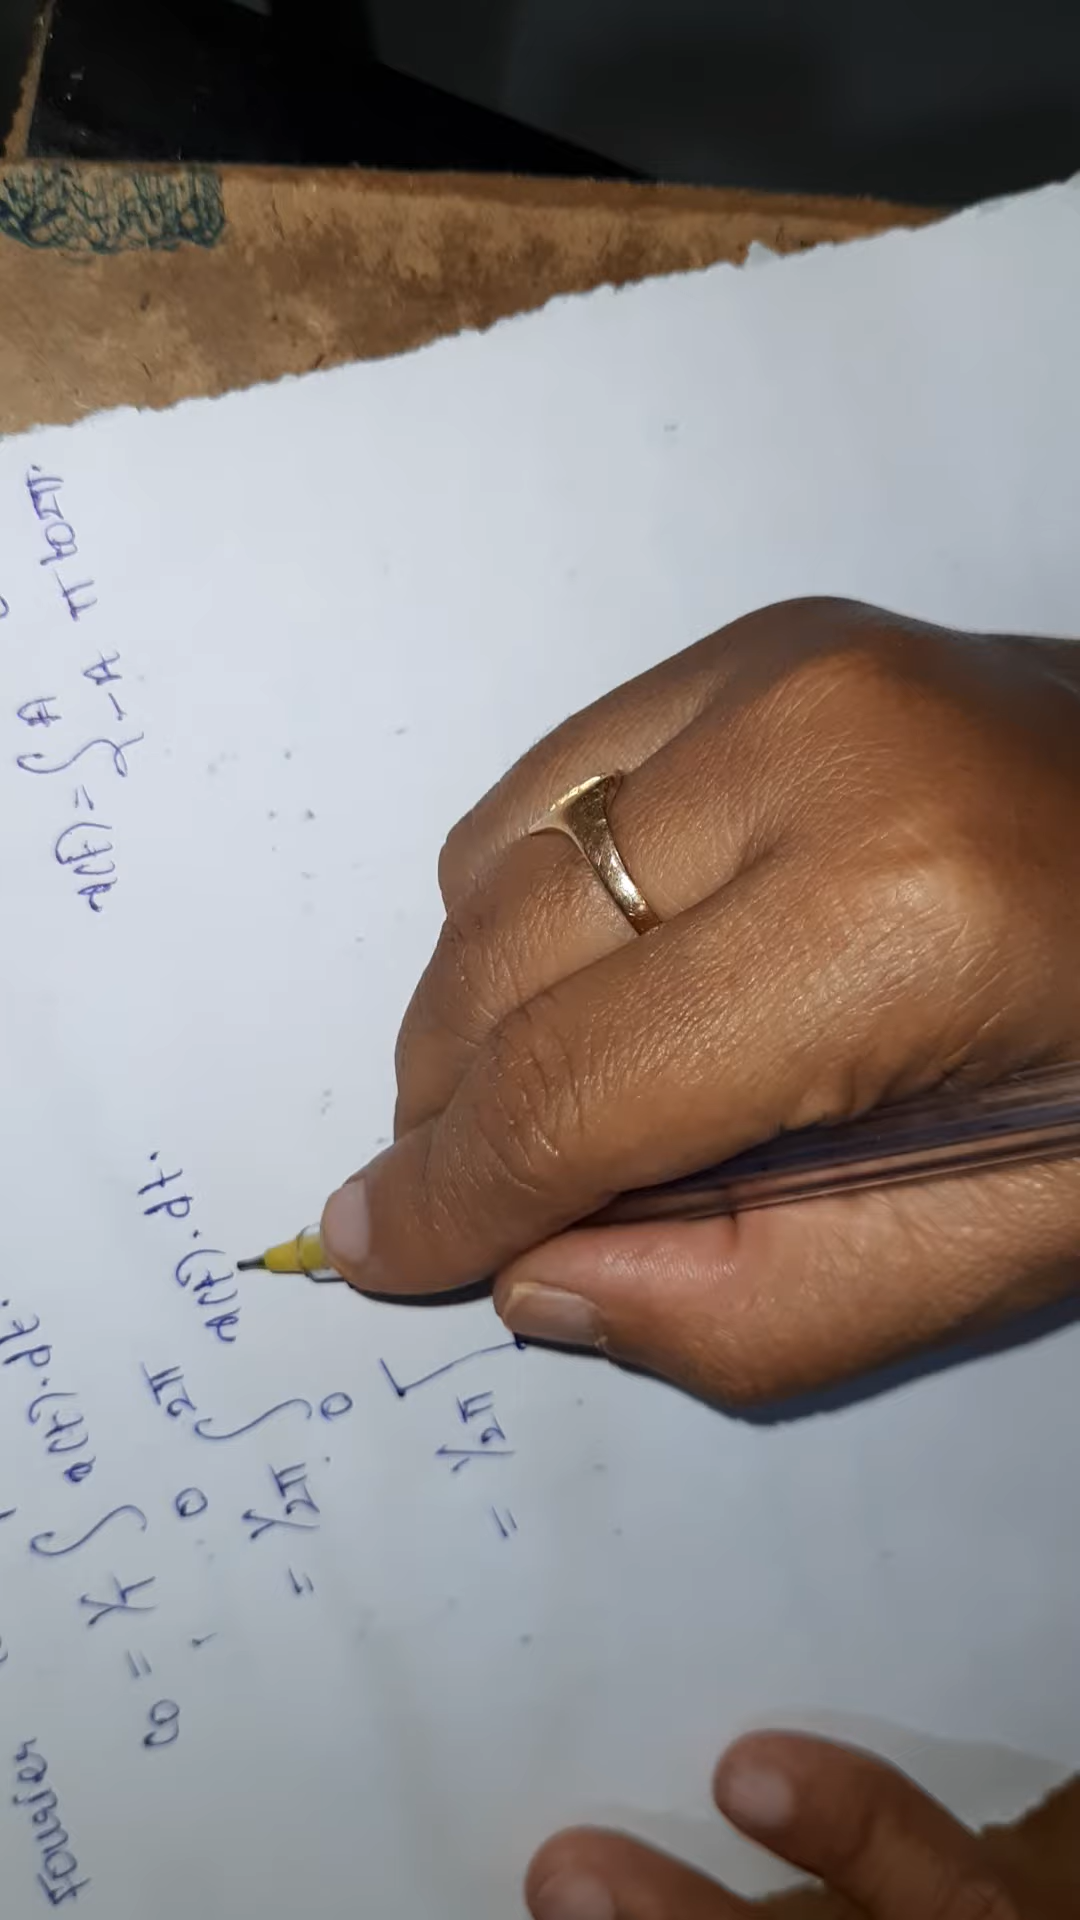 Fourier
C0 = 1/T ∫0 x(t).dt.
= 1/2π ∫0 2π x(t).dt.
= 1/2π [
x(t) = { A
-A π to 2π.